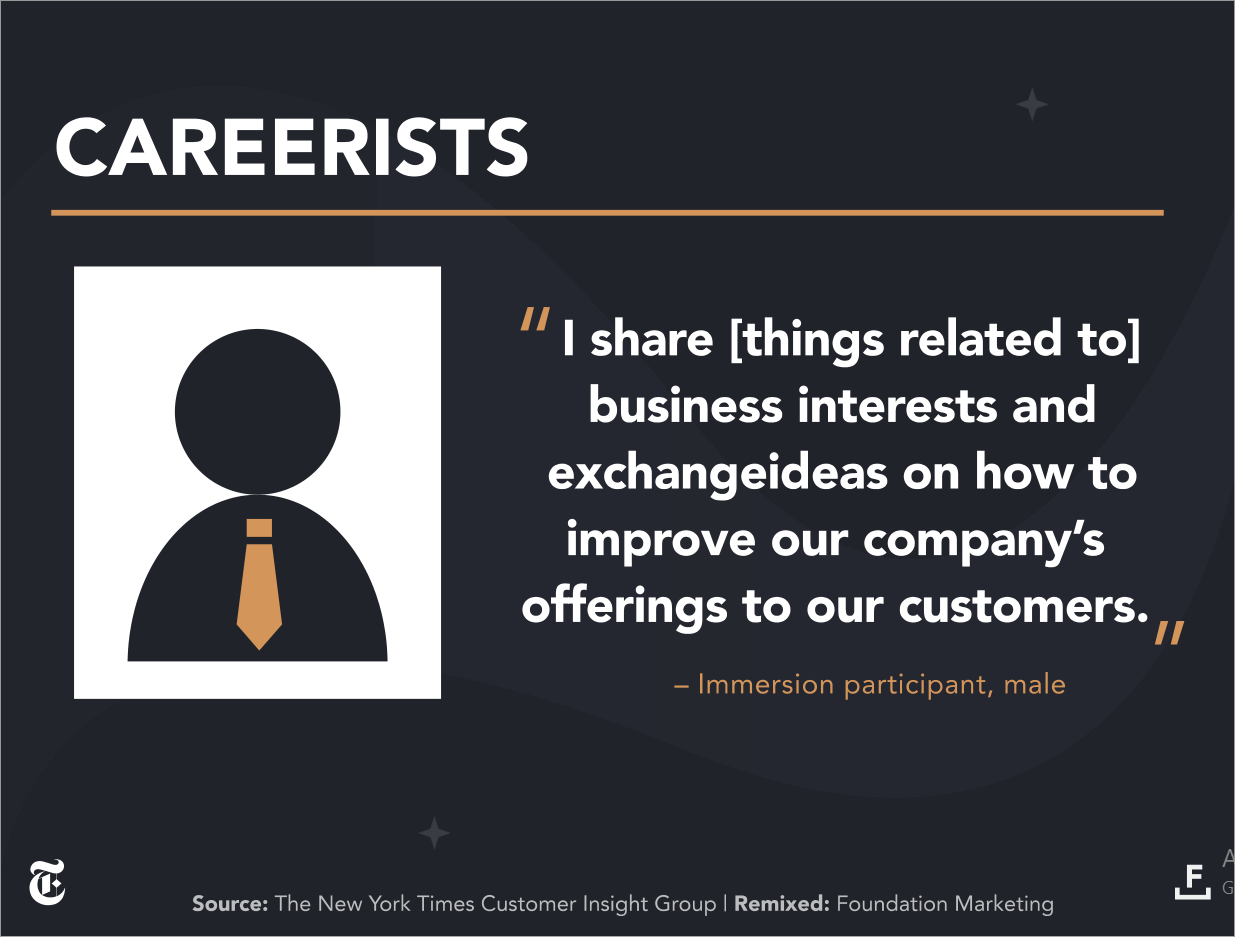 CAREERISTS
“ I share [things related to]
business interests and
exchangeideas on how to
improve our company’s
offerings to our customers. ”
– Immersion participant, male
T
F
A
G
Source: The New York Times Customer Insight Group | Remixed: Foundation Marketing